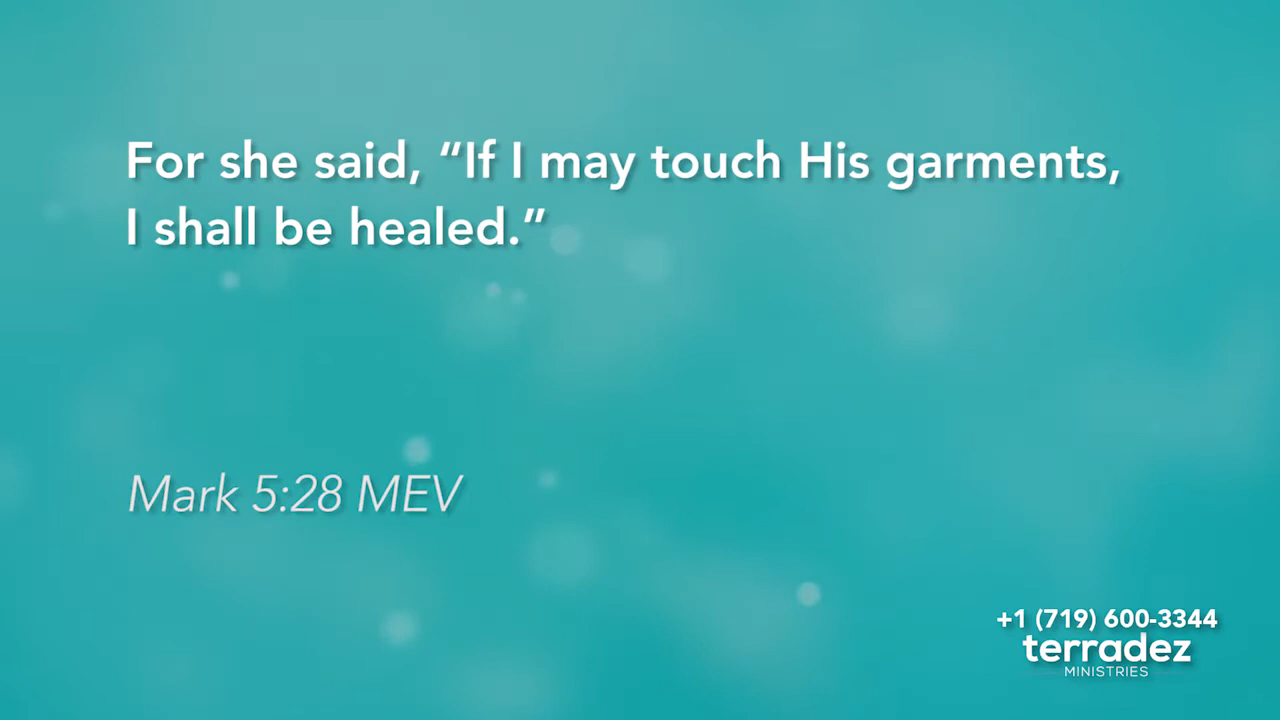 For she said, “If I may touch His garments,
I shall be healed.”
Mark 5:28 MEV
+1 (719) 600-3344
terradez
MINISTRIES